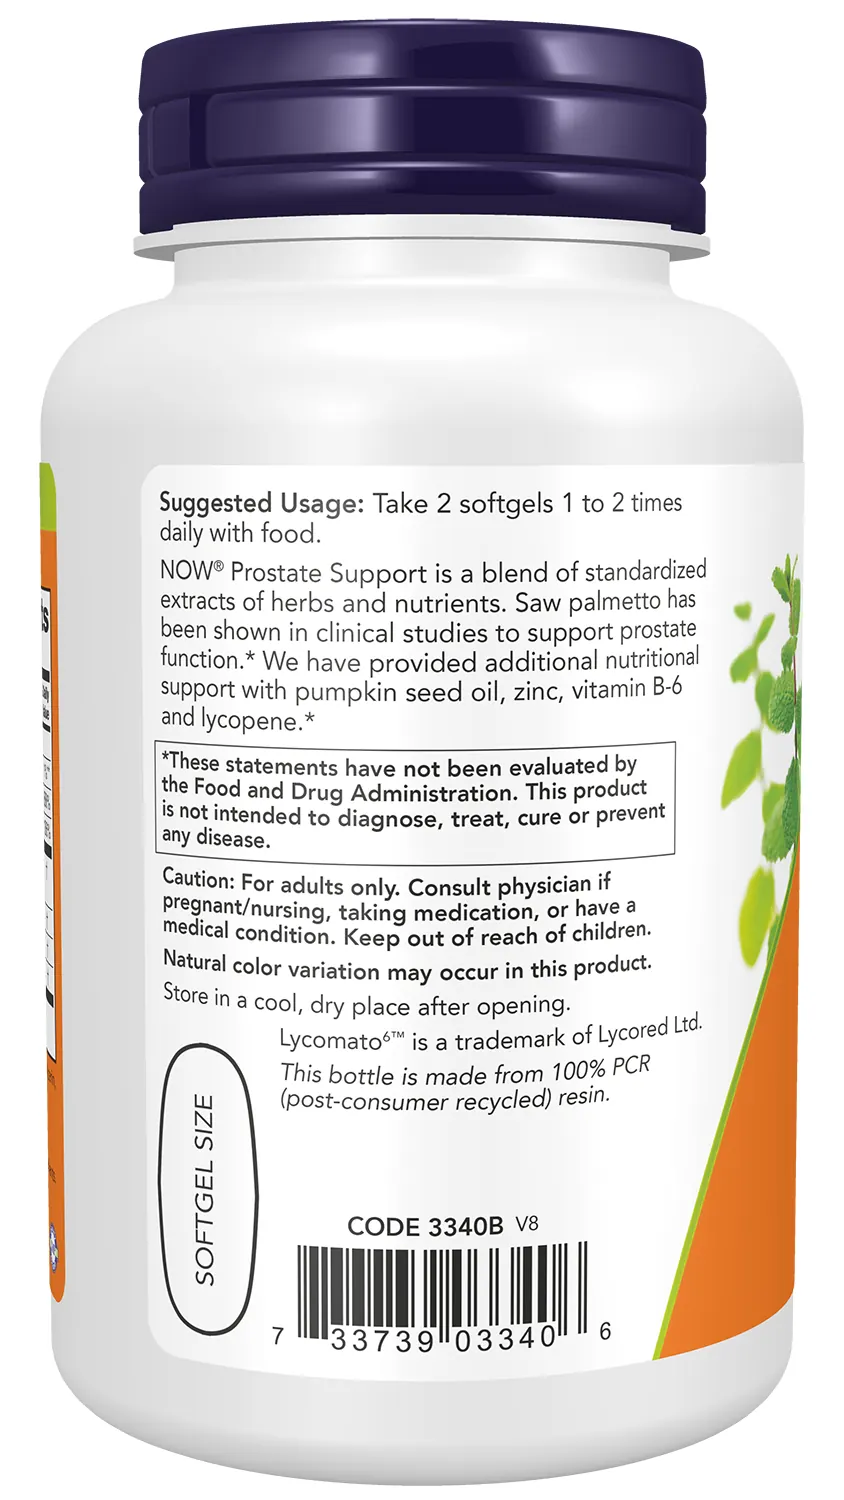 Suggested Usage: Take 2 softgels 1 to 2 times
daily with food.
NOW® Prostate Support is a blend of standardized
extracts of herbs and nutrients. Saw palmetto has
been shown in clinical studies to support prostate
function.* We have provided additional nutritional
support with pumpkin seed oil, zinc, vitamin B-6
and lycopene.*
*These statements have not been evaluated by
the Food and Drug Administration. This product
is not intended to diagnose, treat, cure or prevent
any disease.
Caution: For adults only. Consult physician if
pregnant/nursing, taking medication, or have a
medical condition. Keep out of reach of children.
Natural color variation may occur in this product.
Store in a cool, dry place after opening.
Lycomato⁶™ is a trademark of Lycored Ltd.
This bottle is made from 100% PCR
(post-consumer recycled) resin.
SOFTGEL SIZE
CODE 3340B V8
7 33739 03340 6